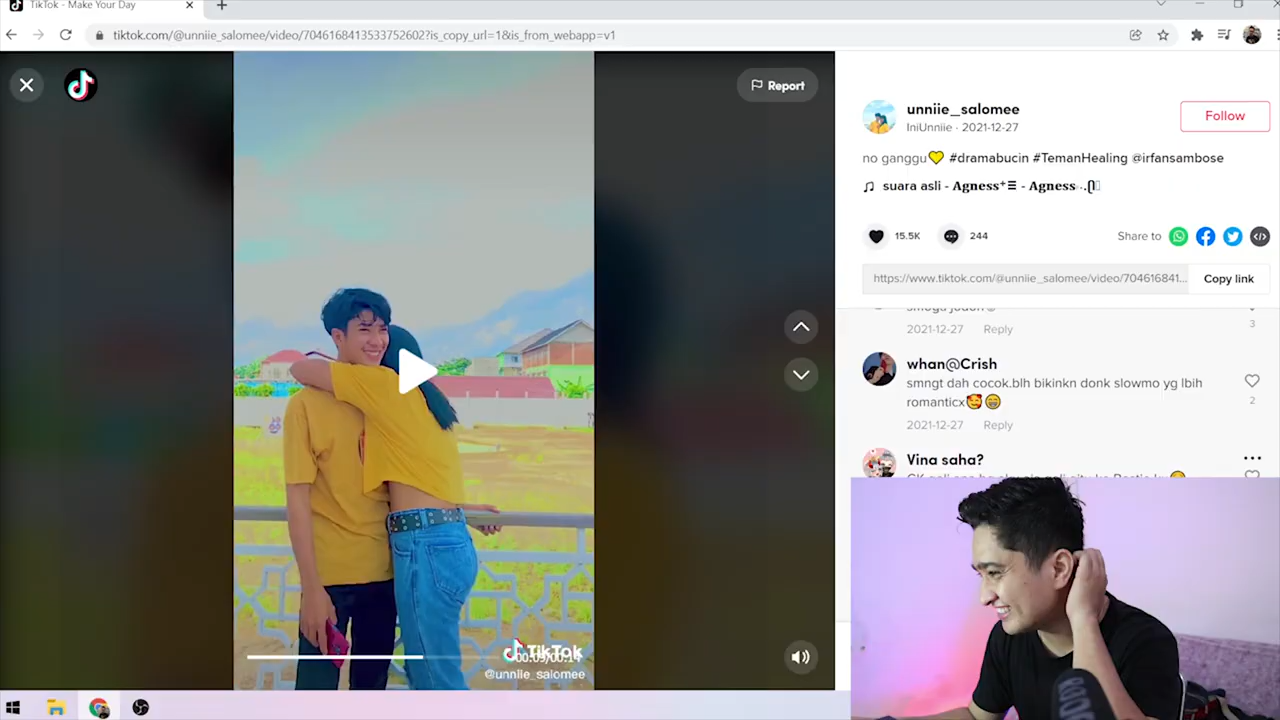 TikTok - Make Your Day
tiktok.com/@unniie_salomee/video/7046168413533752602?is_copy_url=1&is_from_webapp=v1
Report
TikTok
@unniie_salomee
unniie_salomee
IniUnniie · 2021-12-27
Follow
no ganggu💛 #dramabucin #TemanHealing @irfansambose
suara asli - 𝐀𝐠𝐧𝐞𝐬𝐬⁺☰ - 𝐀𝐠𝐧𝐞𝐬𝐬
15.5K
244
Share to
https://www.tiktok.com/@unniie_salomee/video/704616841...
Copy link
2021-12-27 Reply
3
whan@Crish
smngt dah cocok.blh bikinkn donk slowmo yg lbih
romanticx🥰😁
2
2021-12-27 Reply
Vina saha?